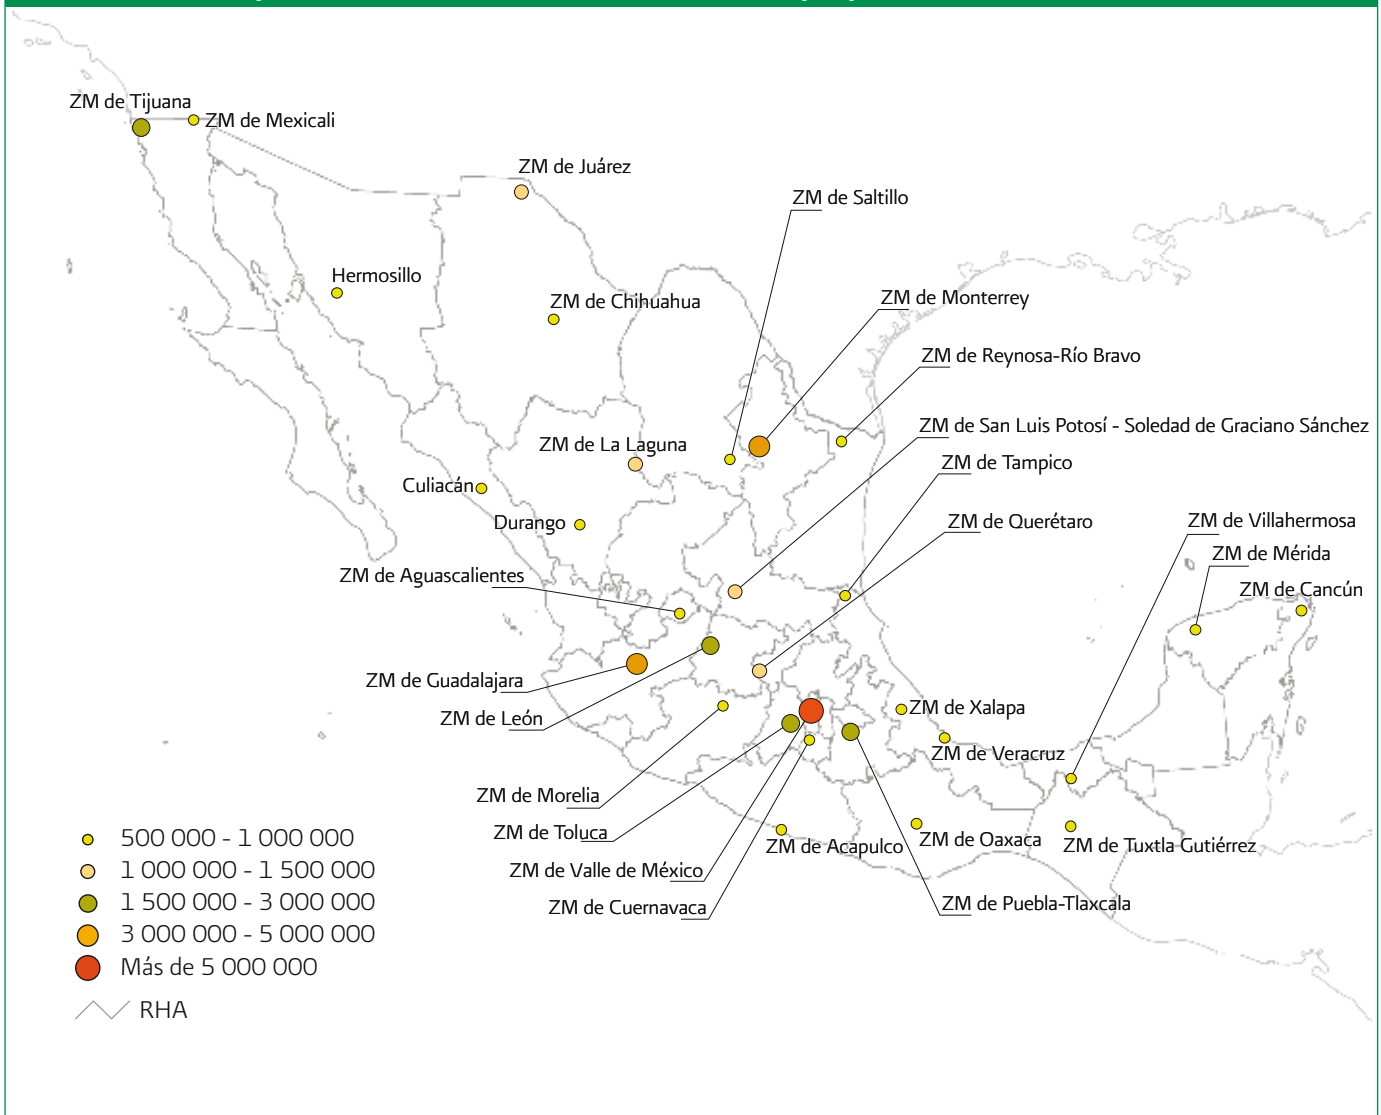 ZM de Tijuana
ZM de Mexicali
ZM de Juárez
ZM de Saltillo
Hermosillo
ZM de Chihuahua
ZM de Monterrey
ZM de Reynosa-Río Bravo
ZM de San Luis Potosí - Soledad de Graciano Sánchez
ZM de La Laguna
ZM de Tampico
Culiacán
Durango
ZM de Querétaro
ZM de Villahermosa
ZM de Mérida
ZM de Aguascalientes
ZM de Cancún
ZM de Guadalajara
ZM de León
ZM de Xalapa
ZM de Veracruz
ZM de Morelia
ZM de Toluca
ZM de Acapulco
ZM de Oaxaca
ZM de Tuxtla Gutiérrez
ZM de Valle de México
ZM de Cuernavaca
ZM de Puebla-Tlaxcala
500 000 - 1 000 000
1 000 000 - 1 500 000
1 500 000 - 3 000 000
3 000 000 - 5 000 000
Más de 5 000 000
RHA